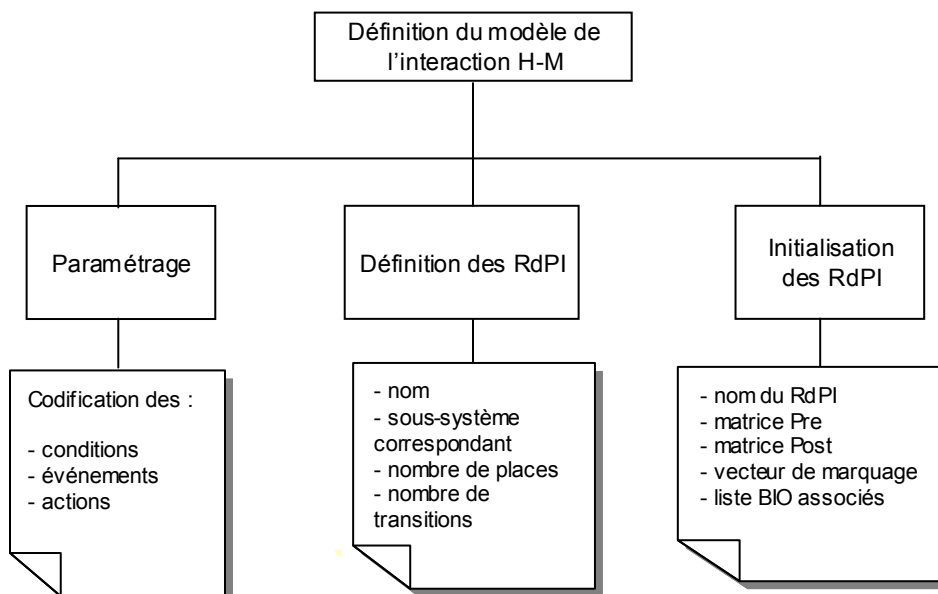 Définition du modèle de
l'interaction H-M
Paramétrage
Définition des RdPI
Initialisation
des RdPI
Codification des :
- conditions
- événements
- actions
- nom
- sous-système
correspondant
- nombre de places
- nombre de
transitions
- nom du RdPI
- matrice Pre
- matrice Post
- vecteur de marquage
- liste BIO associés